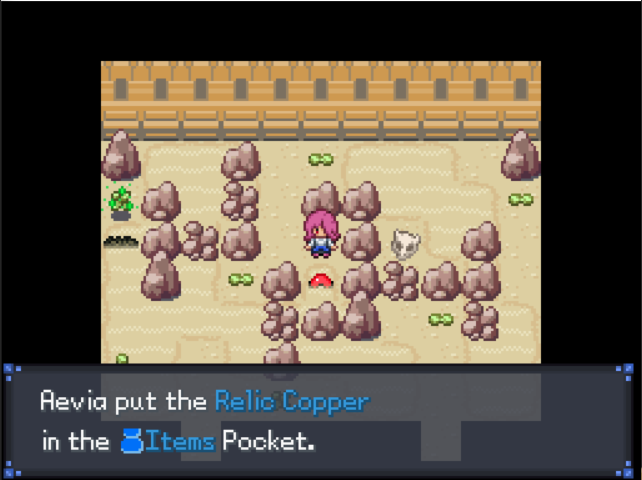 Aevia put the Relic Copper
in the Items Pocket.